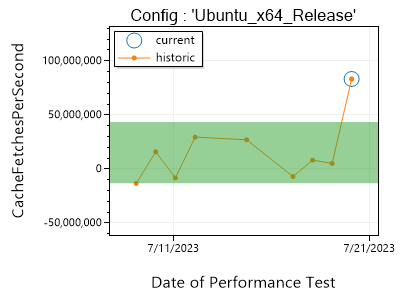 Config : 'Ubuntu_x64_Release'
current
historic
CacheFetchesPerSecond
100,000,000
50,000,000
0
-50,000,000
7/11/2023
7/21/2023
Date of Performance Test